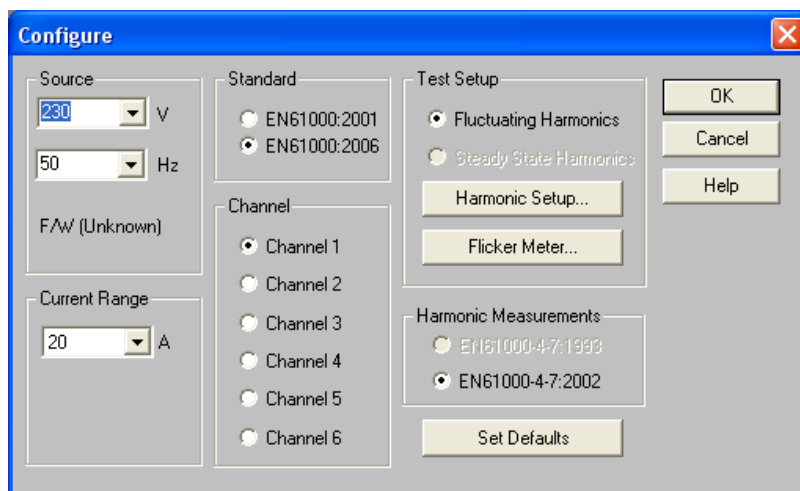 Configure
Source
230 V
50 Hz
F/W (Unknown)
Current Range
20 A
Standard
EN61000:2001
EN61000:2006
Channel
Channel 1
Channel 2
Channel 3
Channel 4
Channel 5
Channel 6
Test Setup
Fluctuating Harmonics
Steady State Harmonics
Harmonic Setup...
Flicker Meter...
Harmonic Measurements
EN61000-4-7:1993
EN61000-4-7:2002
Set Defaults
OK
Cancel
Help